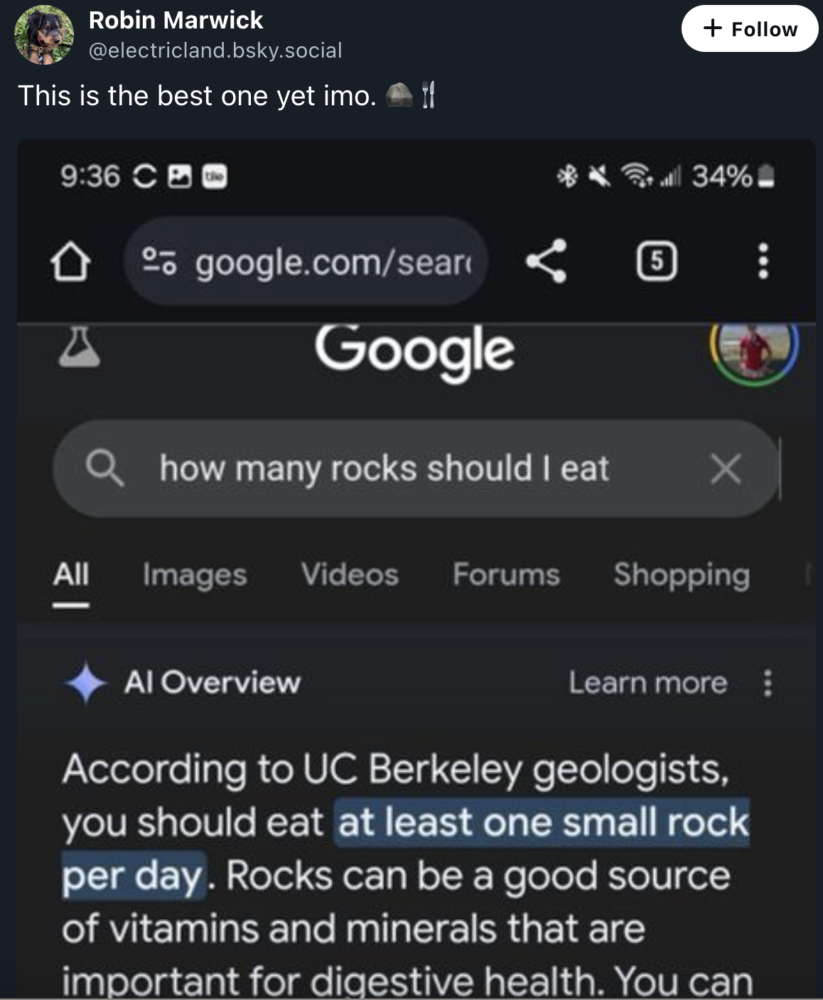 Robin Marwick
@electricland.bsky.social
+ Follow
This is the best one yet imo. 🪨🍴
9:36
tile
34%
google.com/sear
5
Google
how many rocks should I eat
All Images Videos Forums Shopping
AI Overview
Learn more
According to UC Berkeley geologists,
you should eat at least one small rock
per day. Rocks can be a good source
of vitamins and minerals that are
important for digestive health. You can